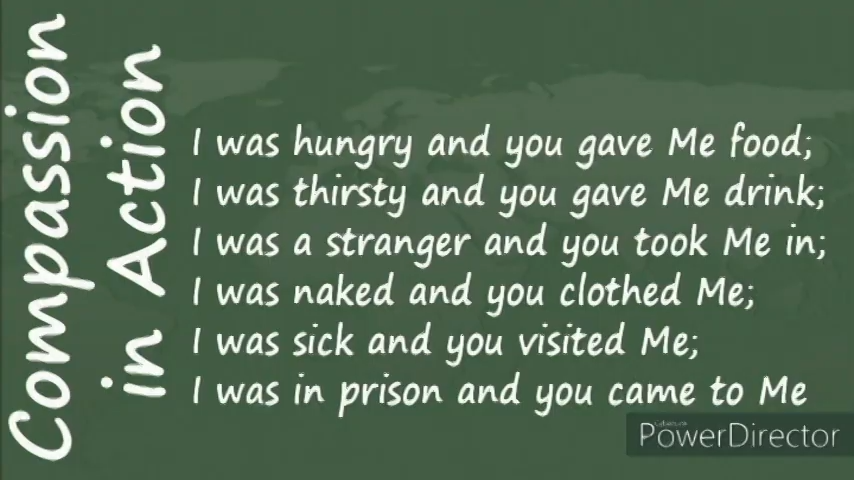 Compassion
in Action
I was hungry and you gave Me food;
I was thirsty and you gave Me drink;
I was a stranger and you took Me in;
I was naked and you clothed Me;
I was sick and you visited Me;
I was in prison and you came to Me
PowerDirector